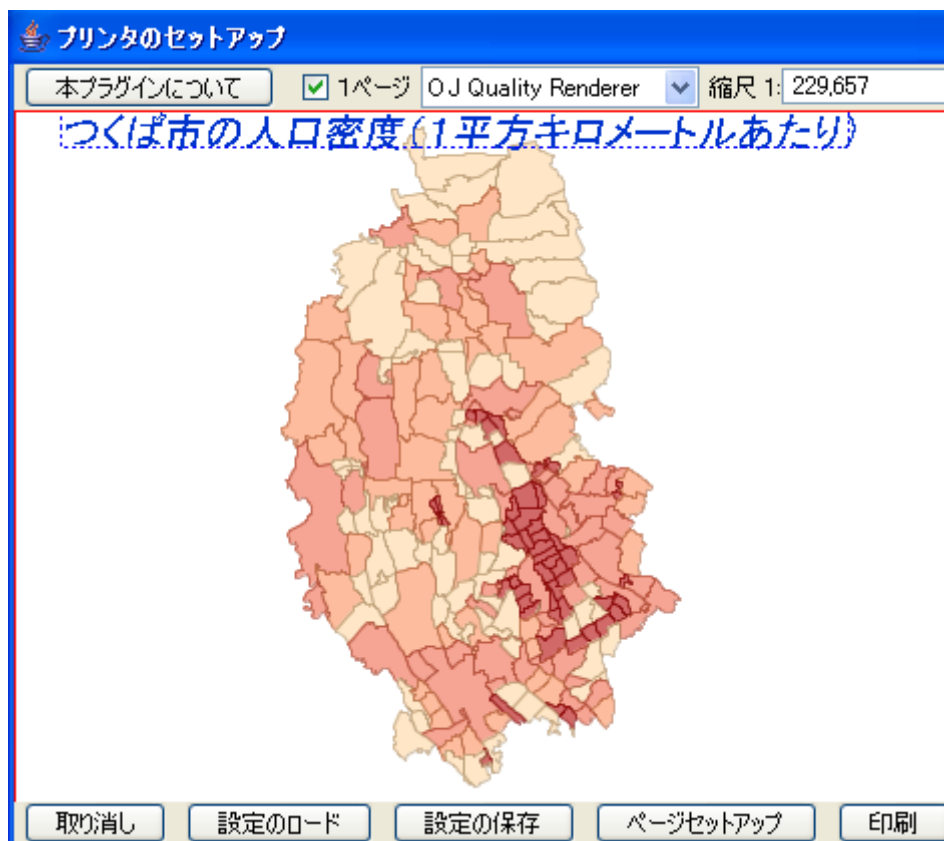 プリンタのセットアップ
本プラグインについて 1ページ OJ Quality Renderer 縮尺 1: 229,657
つくば市の人口密度(1平方キロメートルあたり)
取り消し 設定のロード 設定の保存 ページセットアップ 印刷